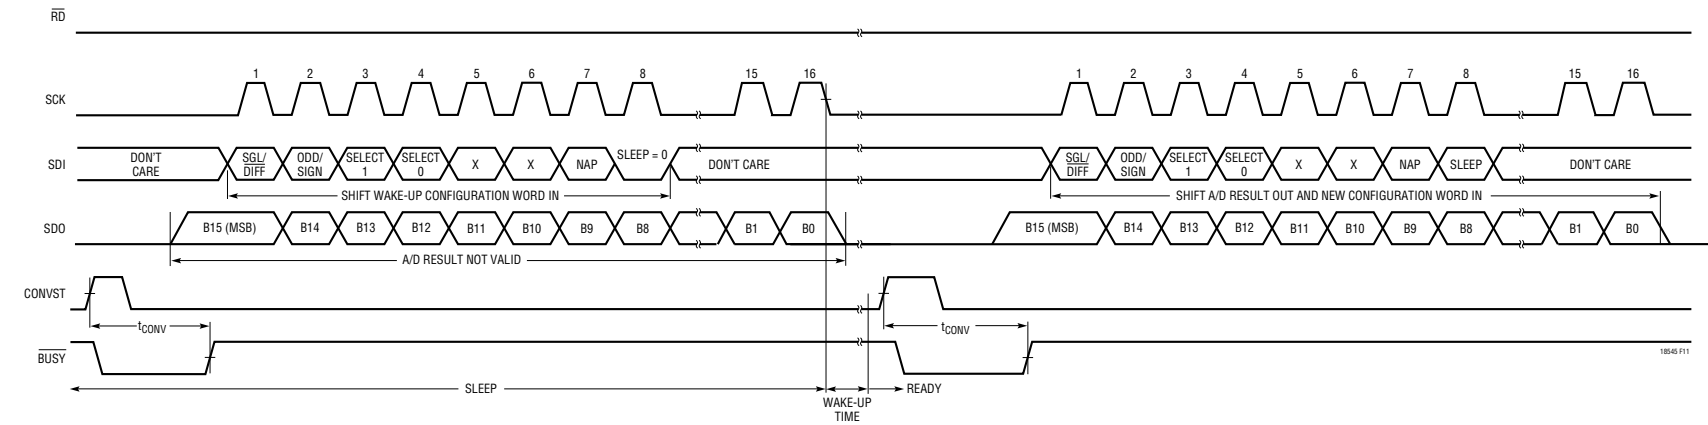 RD
1 2 3 4 5 6 7 8 15 16 1 2 3 4 5 6 7 8 15 16
SCK
SDI DON'T CARE SGL/DIFF ODD/SIGN SELECT 1 SELECT 0 X X NAP SLEEP = 0 DON'T CARE SGL/DIFF ODD/SIGN SELECT 1 SELECT 0 X X NAP SLEEP DON'T CARE
SHIFT WAKE-UP CONFIGURATION WORD IN SHIFT A/D RESULT OUT AND NEW CONFIGURATION WORD IN
SDO B15 (MSB) B14 B13 B12 B11 B10 B9 B8 B1 B0 B15 (MSB) B14 B13 B12 B11 B10 B9 B8 B1 B0
A/D RESULT NOT VALID
CONVST
tCONV tCONV
BUSY
18545 F11
SLEEP READY
WAKE-UP
TIME